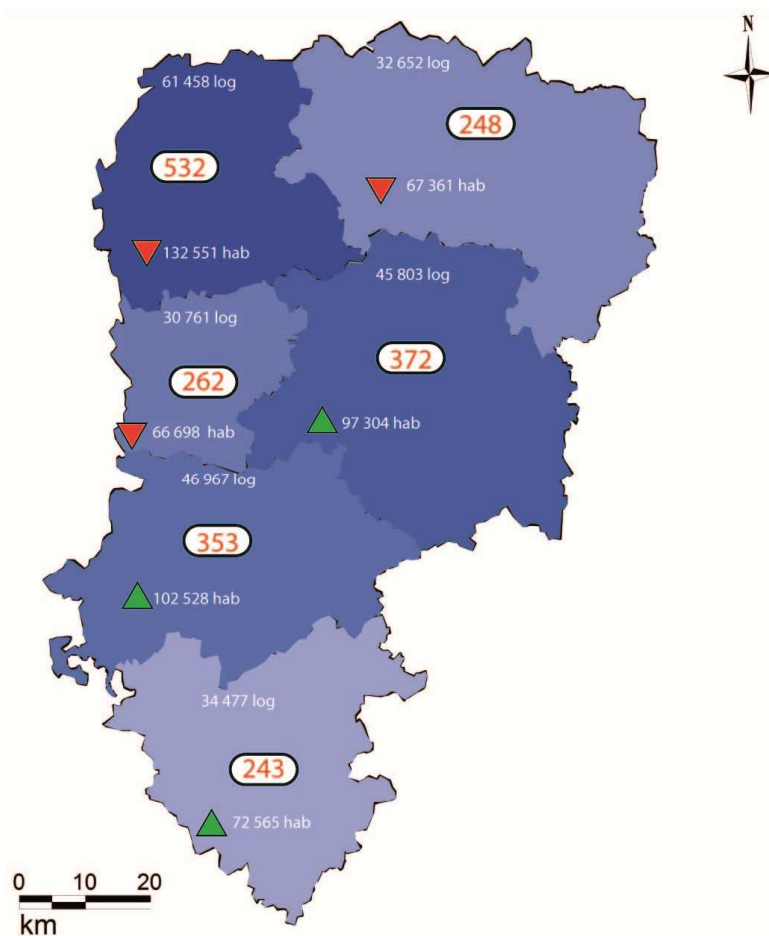 N
61 458 log
32 652 log
248
532
67 361 hab
132 551 hab
45 803 log
30 761 log
372
262
97 304 hab
66 698 hab
46 967 log
353
102 528 hab
34 477 log
243
72 565 hab
0 10 20
km